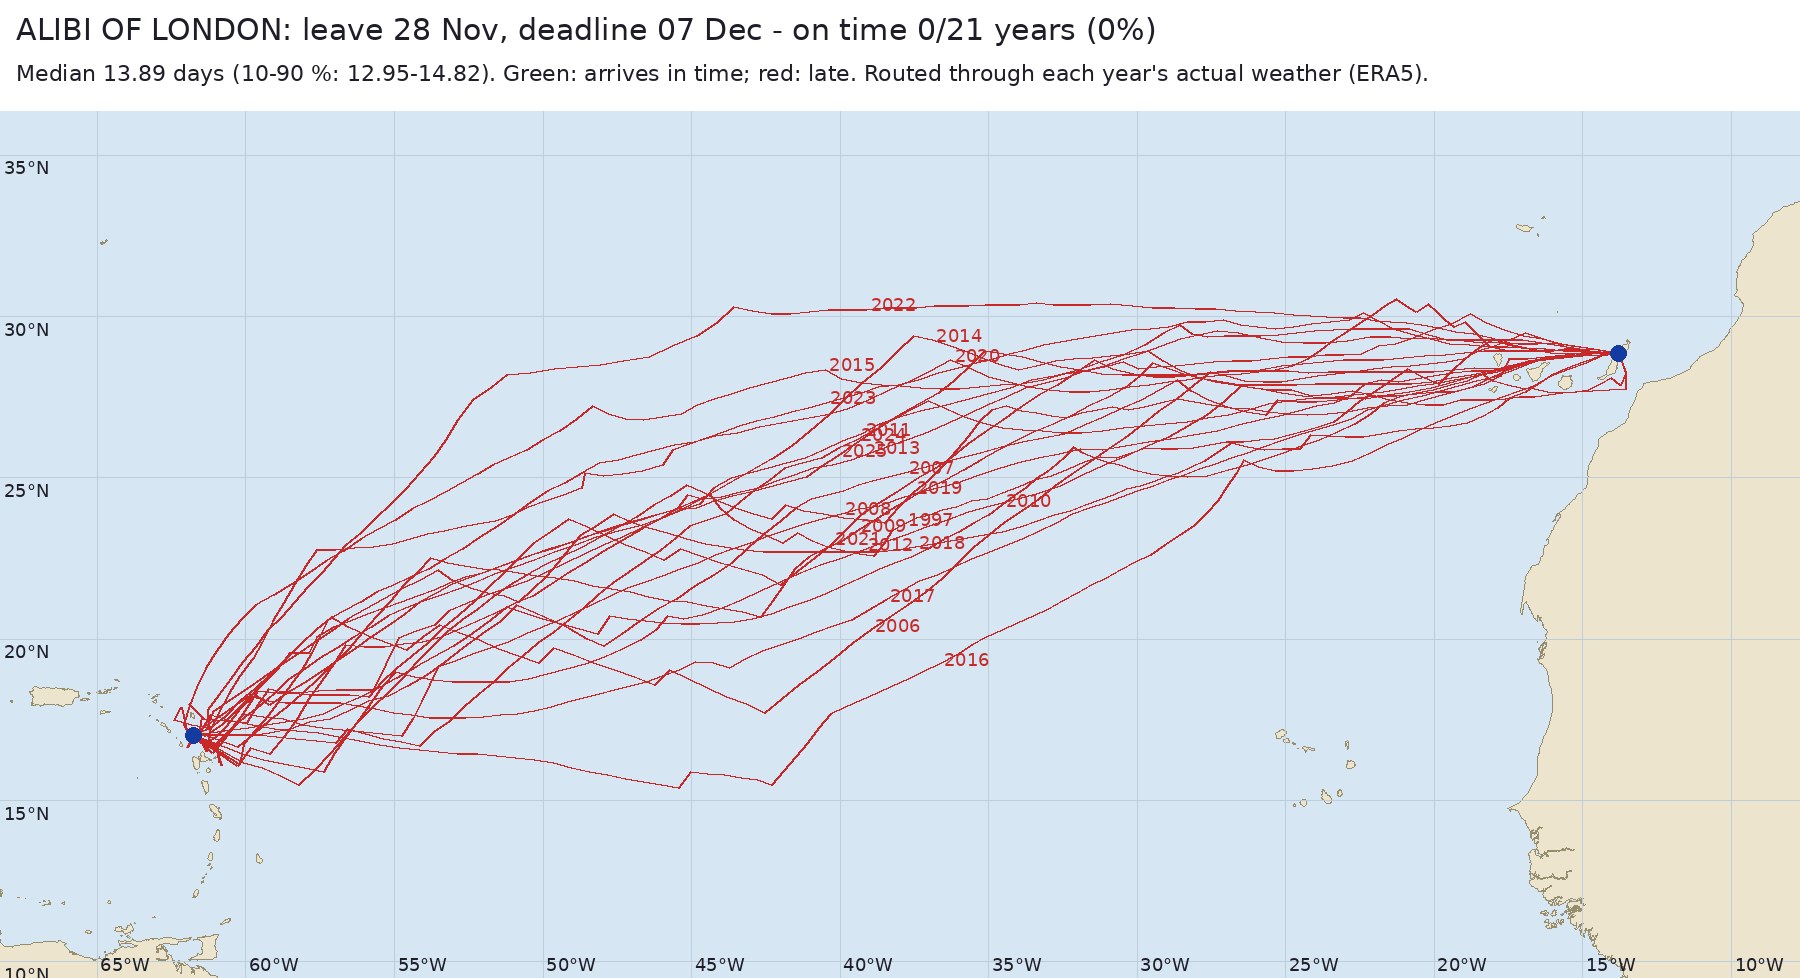 ALIBI OF LONDON: leave 28 Nov, deadline 07 Dec - on time 0/21 years (0%)
Median 13.89 days (10-90 %: 12.95-14.82). Green: arrives in time; red: late. Routed through each year's actual weather (ERA5).
35°N
2022
30°N
2014
2020
2015
2023
2011
2024
2013
2025
2007
25°N
2019
2010
2008
1997
2009
2021
2012
2018
2017
2006
20°N
2016
15°N
65°W
60°W
55°W
50°W
45°W
40°W
35°W
30°W
25°W
20°W
15°W
10°W
10°N